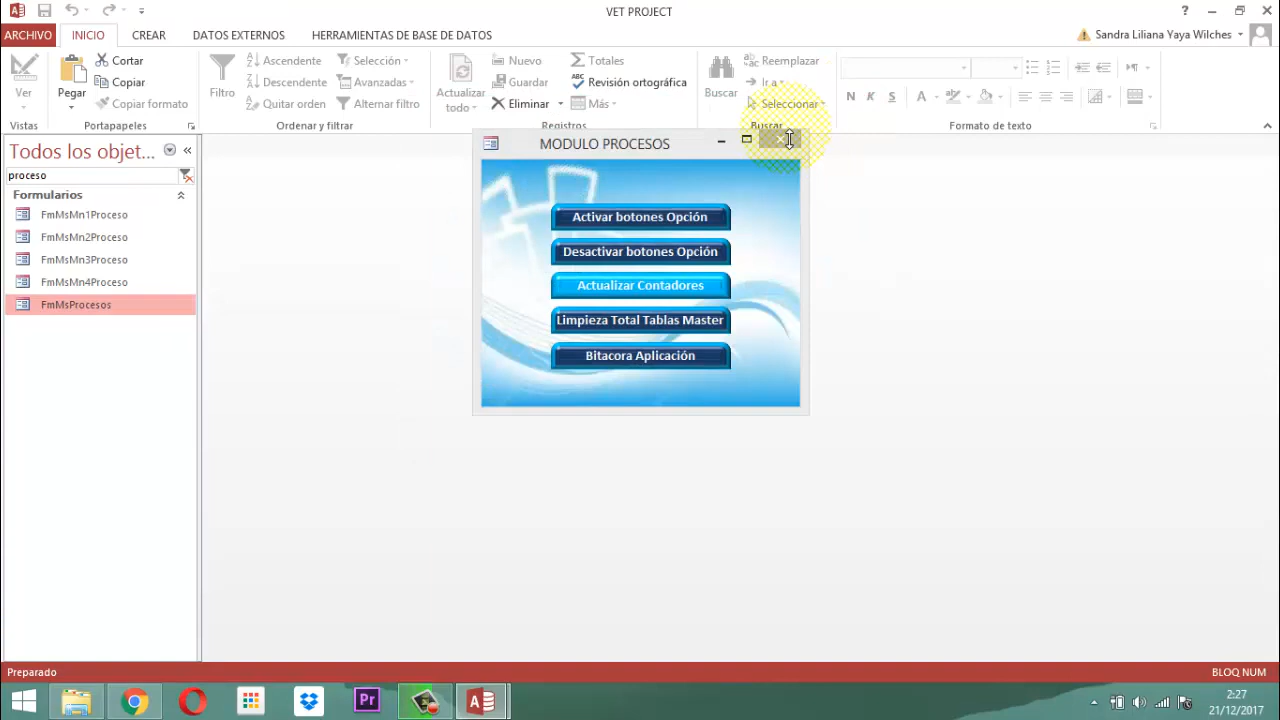 VET PROJECT
?
ARCHIVO INICIO CREAR DATOS EXTERNOS HERRAMIENTAS DE BASE DE DATOS Sandra Liliana Yaya Wilches
Ver
Vistas
Pegar
Cortar
Copiar
Copiar formato
Portapapeles
Filtro
Ascendente
Descendente
Quitar orden
Selección
Avanzadas
Alternar filtro
Ordenar y filtrar
Actualizar
todo
Nuevo
Guardar
Eliminar
Totales
Revisión ortográfica
Más
Registros
Buscar
Reemplazar
Ir a
Seleccionar
Buscar
N K S A
Formato de texto
Todos los objet...
proceso
Formularios
FmMsMn1Proceso
FmMsMn2Proceso
FmMsMn3Proceso
FmMsMn4Proceso
FmMsProcesos
MODULO PROCESOS
Activar botones Opción
Desactivar botones Opción
Actualizar Contadores
Limpieza Total Tablas Master
Bitacora Aplicación
Preparado
BLOQ NUM
Pr
2:27
21/12/2017